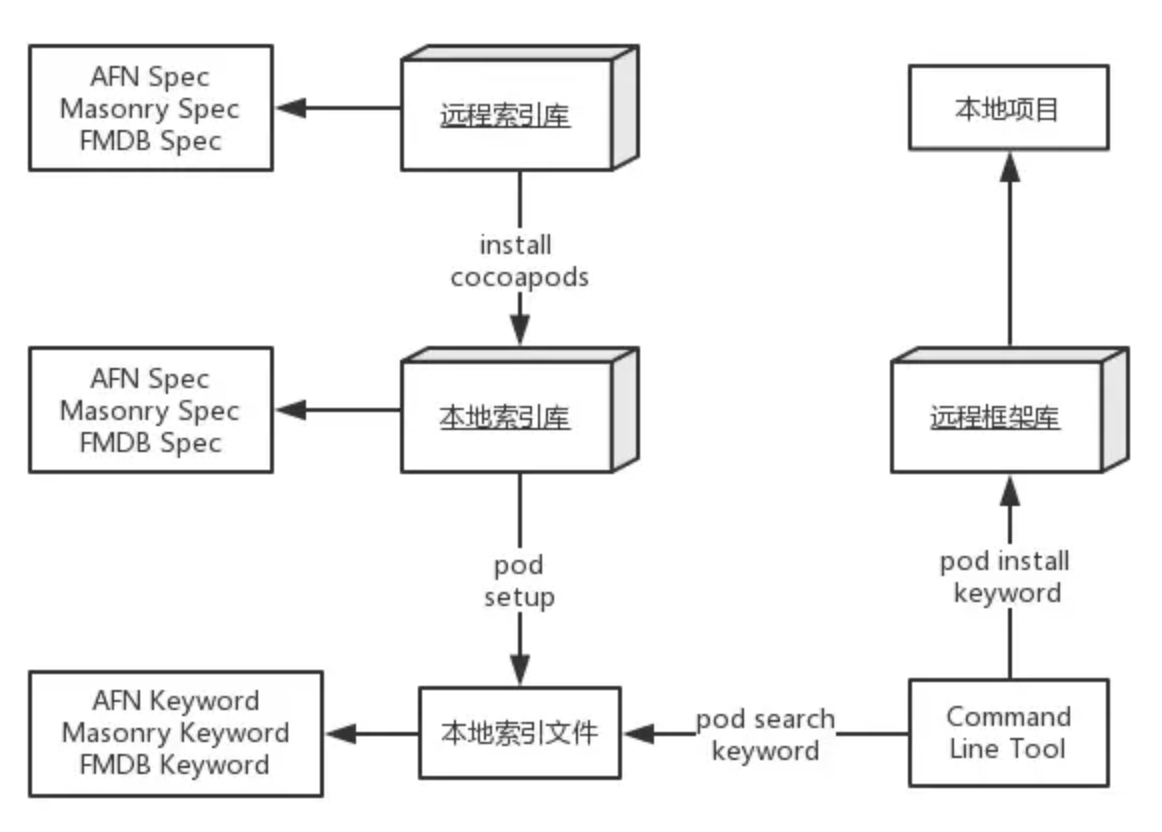 AFN Spec
Masonry Spec
FMDB Spec
远程索引库
本地项目
install
cocoapods
AFN Spec
Masonry Spec
FMDB Spec
本地索引库
远程框架库
pod
setup
pod install
keyword
AFN Keyword
Masonry Keyword
FMDB Keyword
本地索引文件
pod search
keyword
Command
Line Tool